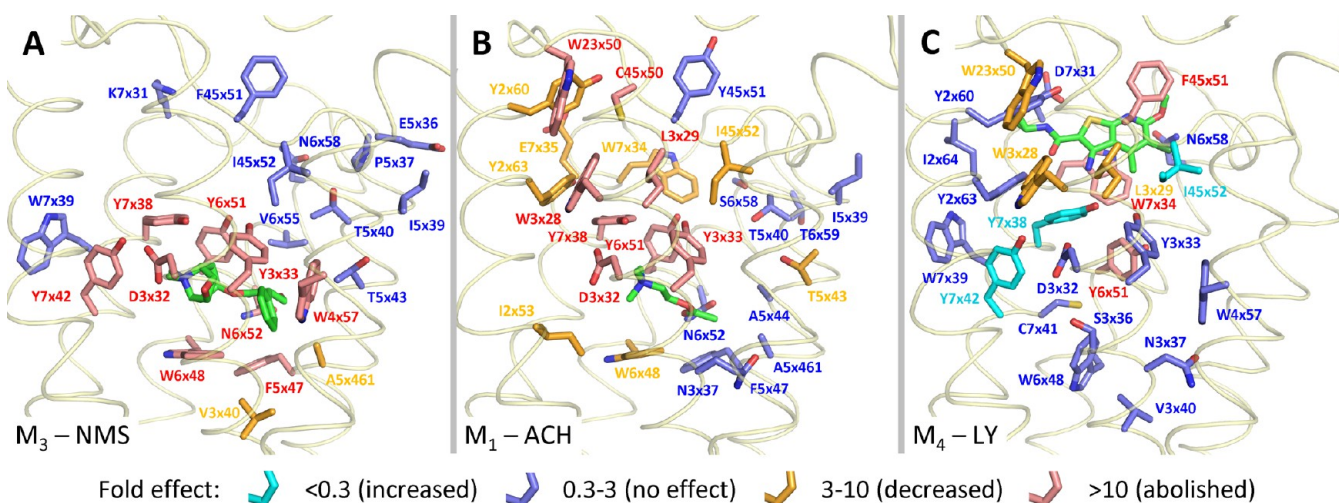 A
K7x31
F45x51
E5x36
N6x58
I45x52
P5x37
W7x39
Y7x38
Y6x51
V6x55
T5x40
I5x39
Y7x42
D3x32
Y3x33
T5x43
W4x57
N6x52
W6x48
F5x47
A5x461
V3x40
M3 – NMS
B
W23x50
C45x50
Y2x60
Y45x51
L3x29
E7x35
W7x34
I45x52
Y2x63
W3x28
S6x58
I5x39
Y7x38
Y6x51
Y3x33
T5x40
T6x59
D3x32
T5x43
I2x53
N6x52
A5x44
W6x48
N3x37
F5x47
A5x461
M1 – ACH
C
W23x50
D7x31
F45x51
Y2x60
N6x58
I2x64
W3x28
I45x52
Y2x63
L3x29
Y7x38
W7x34
Y3x33
W7x39
D3x32
Y6x51
Y7x42
W4x57
C7x41
S3x36
N3x37
W6x48
V3x40
M4 – LY
Fold effect: <0.3 (increased) 0.3-3 (no effect) 3-10 (decreased) >10 (abolished)